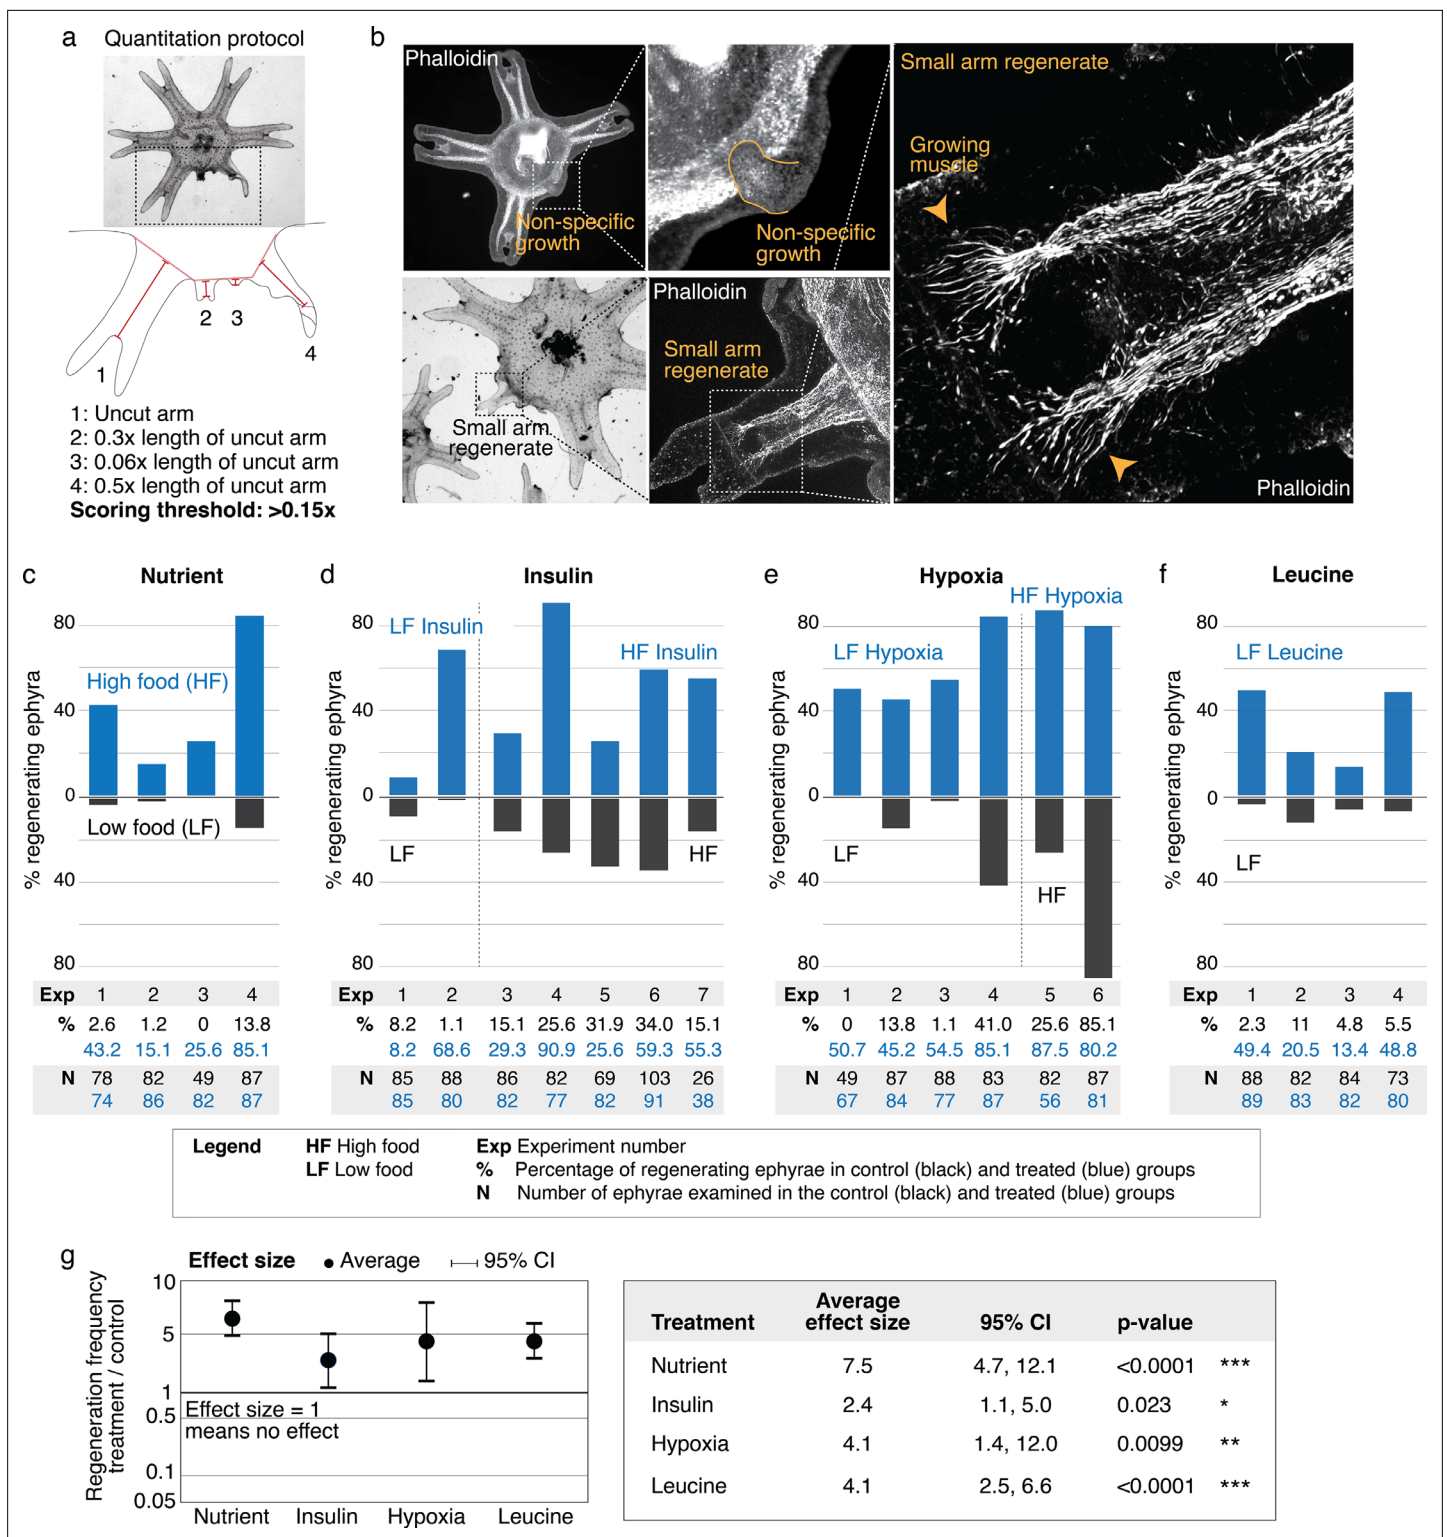 a
Quantitation protocol
1
2
3
4
1: Uncut arm
2: 0.3x length of uncut arm
3: 0.06x length of uncut arm
4: 0.5x length of uncut arm
Scoring threshold: >0.15x
b
Phalloidin
Non-specific
growth
Non-specific
growth
Small arm
regenerate
Phalloidin
Small arm
regenerate
Small arm regenerate
Growing
muscle
Phalloidin
c
Nutrient
% regenerating ephyra
80
40
0
40
80
High food (HF)
Low food (LF)
Exp 1 2 3 4
% 2.6 1.2 0 13.8
43.2 15.1 25.6 85.1
N 78 82 49 87
74 86 82 87
d
Insulin
% regenerating ephyra
80
40
0
40
80
LF Insulin
HF Insulin
LF
HF
Exp 1 2 3 4 5 6 7
% 8.2 1.1 15.1 25.6 31.9 34.0 15.1
8.2 68.6 29.3 90.9 25.6 59.3 55.3
N 85 88 86 82 69 103 26
85 80 82 77 82 91 38
e
Hypoxia
% regenerating ephyra
80
40
0
40
80
HF Hypoxia
LF Hypoxia
LF
HF
Exp 1 2 3 4 5 6
% 0 13.8 1.1 41.0 25.6 85.1
50.7 45.2 54.5 85.1 87.5 80.2
N 49 87 88 83 82 87
67 84 77 87 56 81
f
Leucine
% regenerating ephyra
80
40
0
40
80
LF Leucine
LF
Exp 1 2 3 4
% 2.3 11 4.8 5.5
49.4 20.5 13.4 48.8
N 88 82 84 73
89 83 82 80
Legend
HF High food
LF Low food
Exp Experiment number
% Percentage of regenerating ephyrae in control (black) and treated (blue) groups
N Number of ephyrae examined in the control (black) and treated (blue) groups
g
Effect size Average 95% CI
Regeneration frequency
treatment / control
10
5
1
0.5
0.1
0.05
Effect size = 1
means no effect
Nutrient Insulin Hypoxia Leucine
Treatment Average effect size 95% CI p-value
Nutrient 7.5 4.7, 12.1 <0.0001 ***
Insulin 2.4 1.1, 5.0 0.023 *
Hypoxia 4.1 1.4, 12.0 0.0099 **
Leucine 4.1 2.5, 6.6 <0.0001 ***